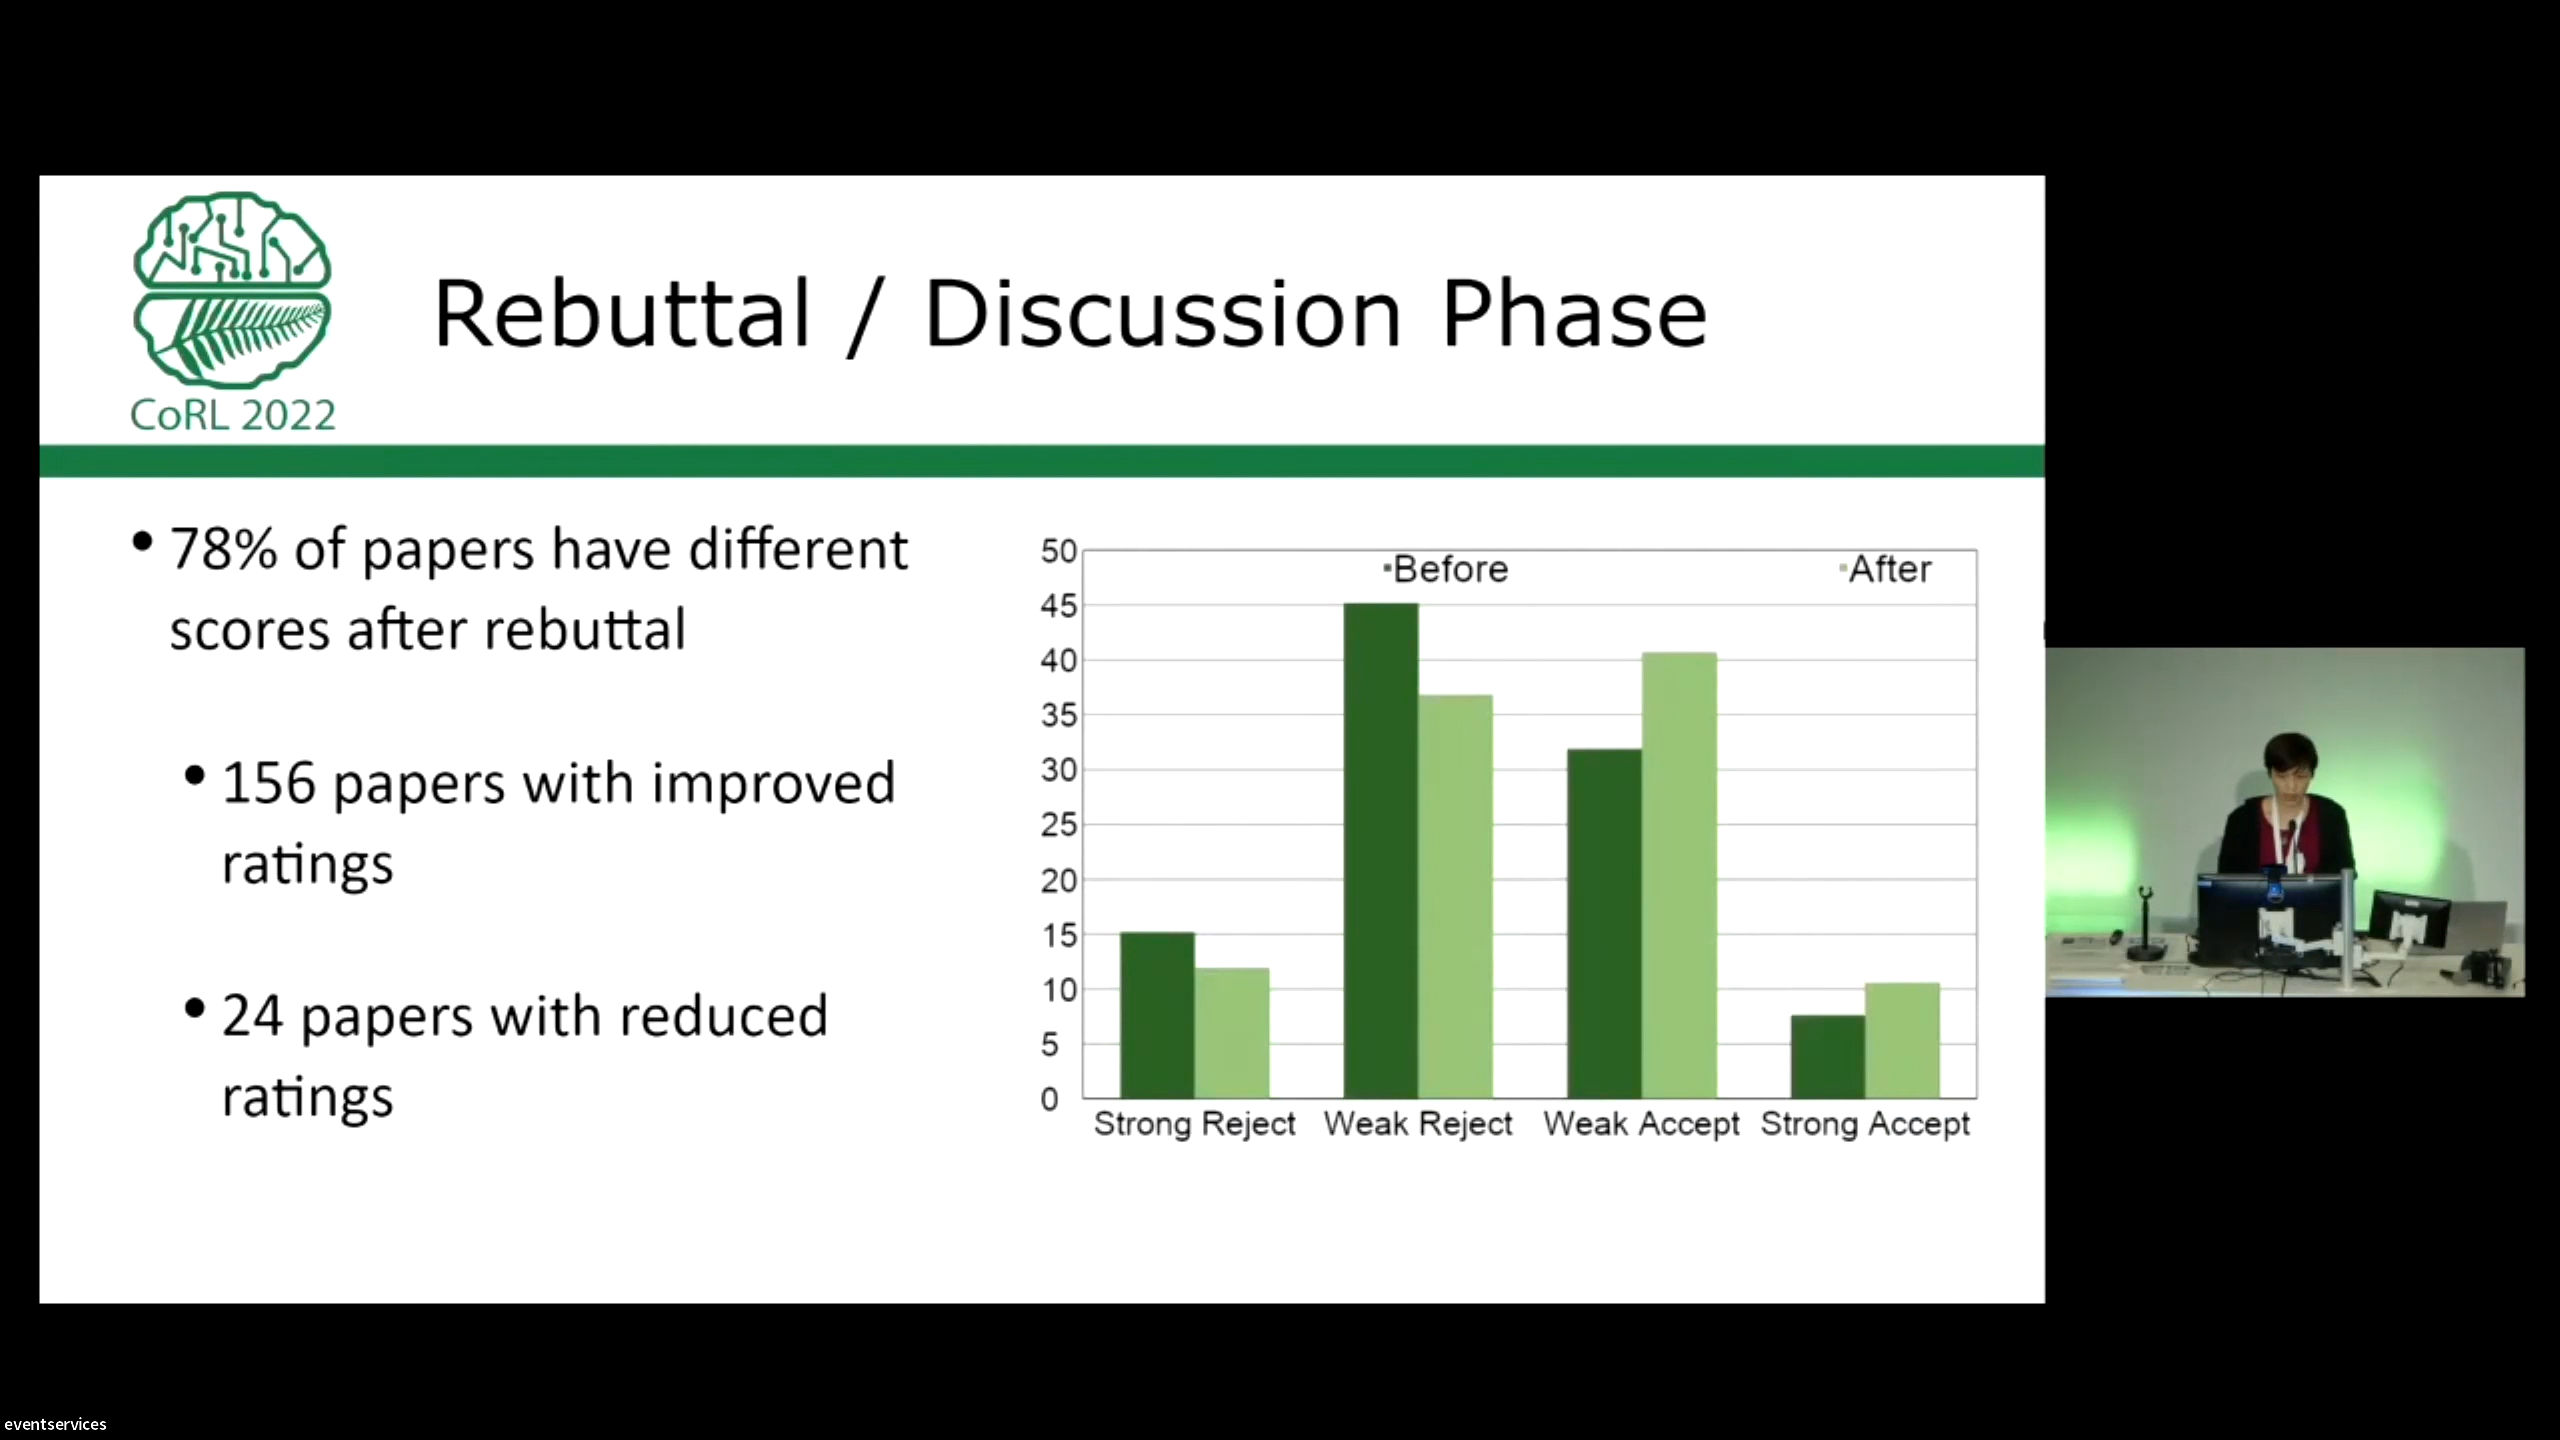 CoRL 2022
Rebuttal / Discussion Phase
• 78% of papers have different
scores after rebuttal
• 156 papers with improved
ratings
• 24 papers with reduced
ratings
Before
After
50
45
40
35
30
25
20
15
10
5
0
Strong Reject
Weak Reject
Weak Accept
Strong Accept
eventservices